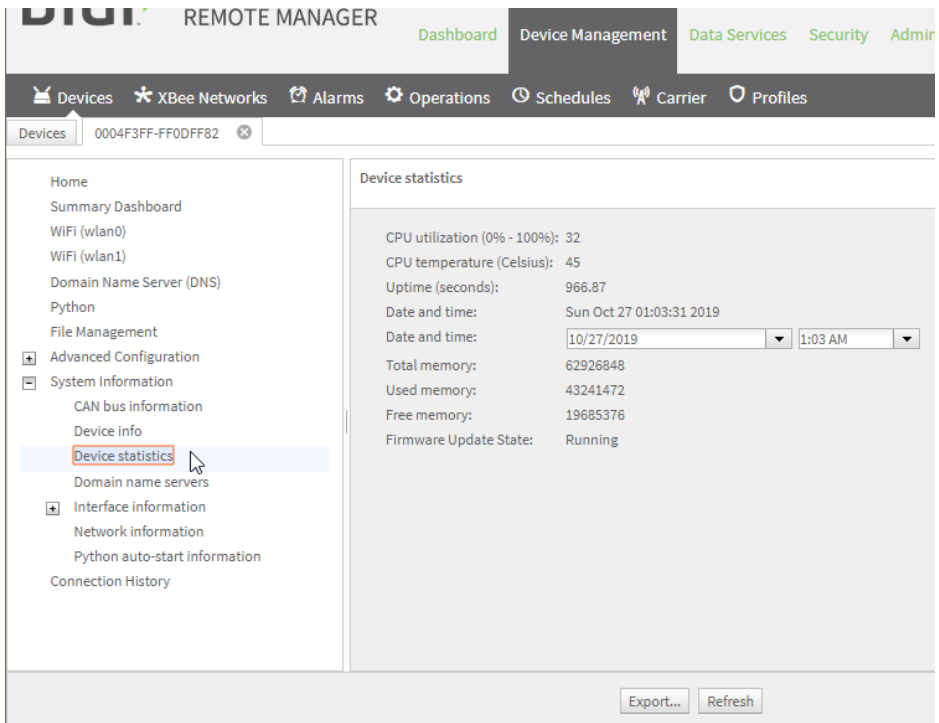 DIGI.
REMOTE MANAGER
Dashboard Device Management Data Services Security Admin
Devices XBee Networks Alarms Operations Schedules Carrier Profiles
Devices 0004F3FF-FF0DFF82
Home
Summary Dashboard
WiFi (wlan0)
WiFi (wlan1)
Domain Name Server (DNS)
Python
File Management
Advanced Configuration
System Information
CAN bus information
Device info
Device statistics
Domain name servers
Interface information
Network information
Python auto-start information
Connection History
Device statistics
CPU utilization (0% - 100%): 32
CPU temperature (Celsius): 45
Uptime (seconds): 966.87
Date and time: Sun Oct 27 01:03:31 2019
Date and time: 10/27/2019 1:03 AM
Total memory: 62926848
Used memory: 43241472
Free memory: 19685376
Firmware Update State: Running
Export... Refresh